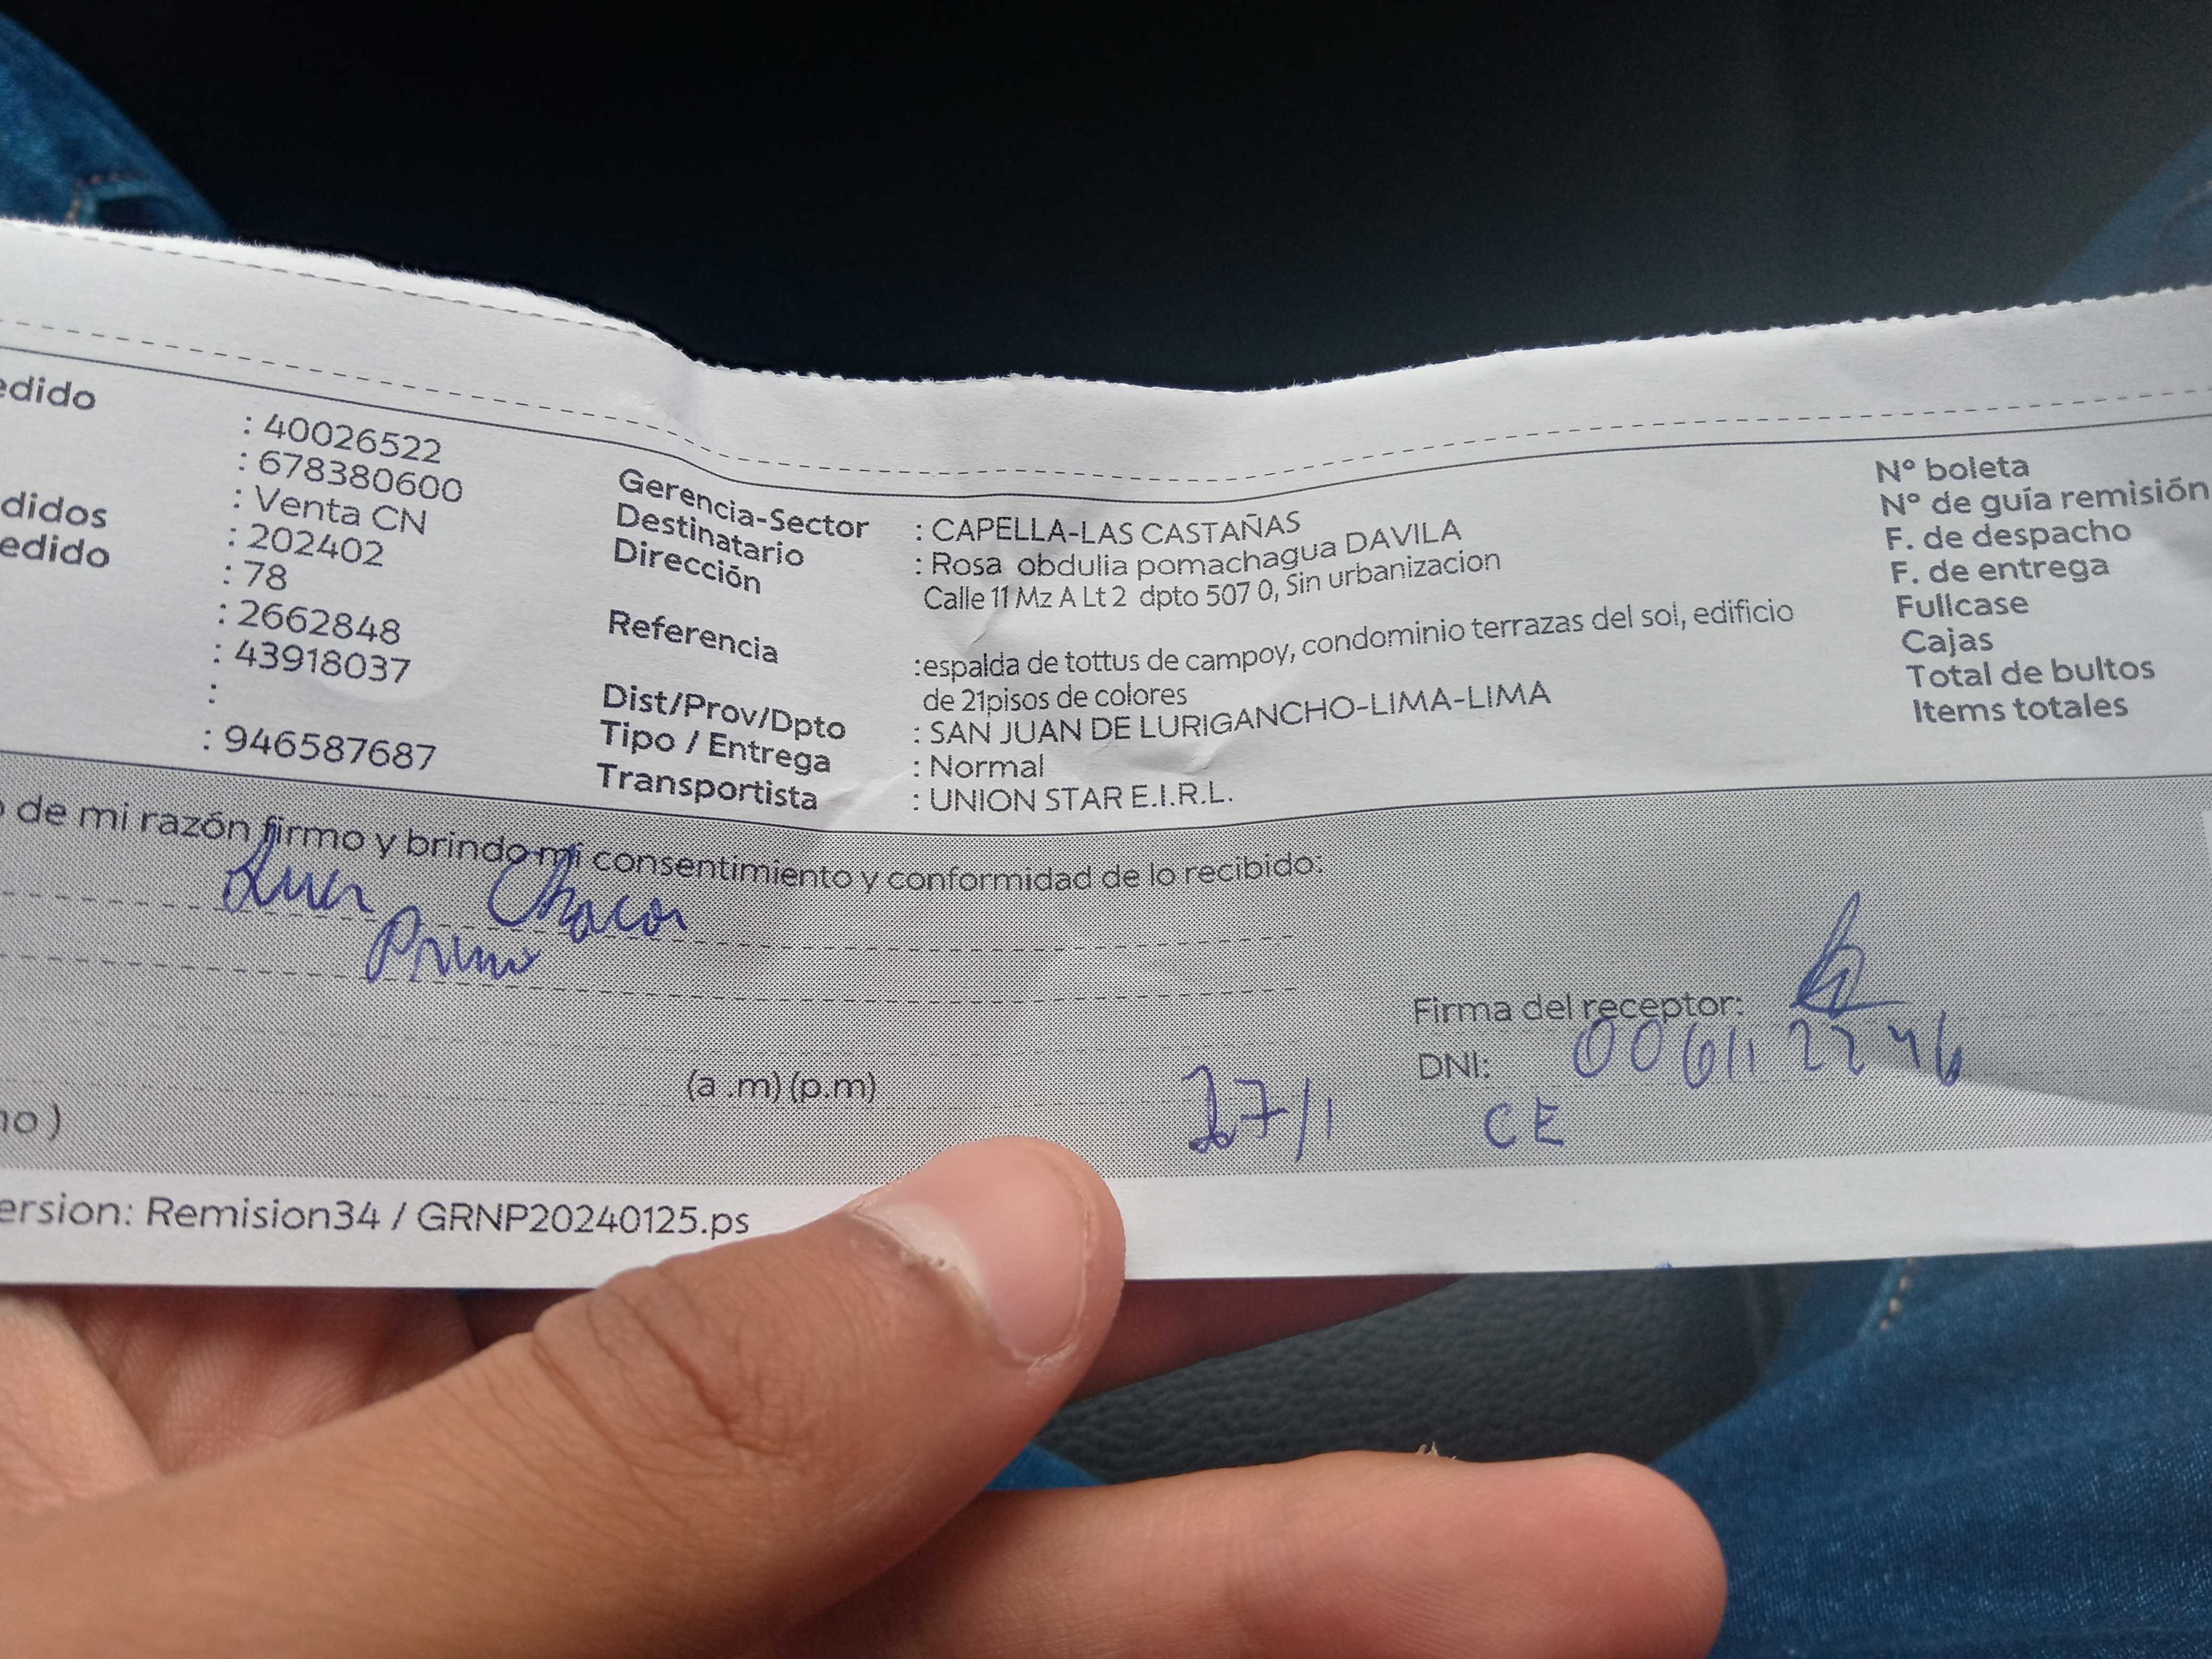 edido
: 40026522
: 678380600
didos : Venta CN
edido : 202402
: 78
: 2662848
: 43918037
:
: 946587687
Gerencia-Sector : CAPELLA-LAS CASTAÑAS
Destinatario : Rosa obdulia pomachagua DAVILA
Dirección Calle 11 Mz A Lt 2 dpto 507 0, Sin urbanizacion
Referencia :espalda de tottus de campoy, condominio terrazas del sol, edificio
de 21pisos de colores
Dist/Prov/Dpto : SAN JUAN DE LURIGANCHO-LIMA-LIMA
Tipo / Entrega : Normal
Transportista : UNION STAR E.I.R.L.
N° boleta
N° de guía remisión
F. de despacho
F. de entrega
Fullcase
Cajas
Total de bultos
Items totales
o de mi razón firmo y brindo mi consentimiento y conformidad de lo recibido:
Chacon
Primo
Firma del receptor:
DNI:
(a .m) (p.m) 27/1 CE
no )
ersion: Remision34 / GRNP20240125.ps